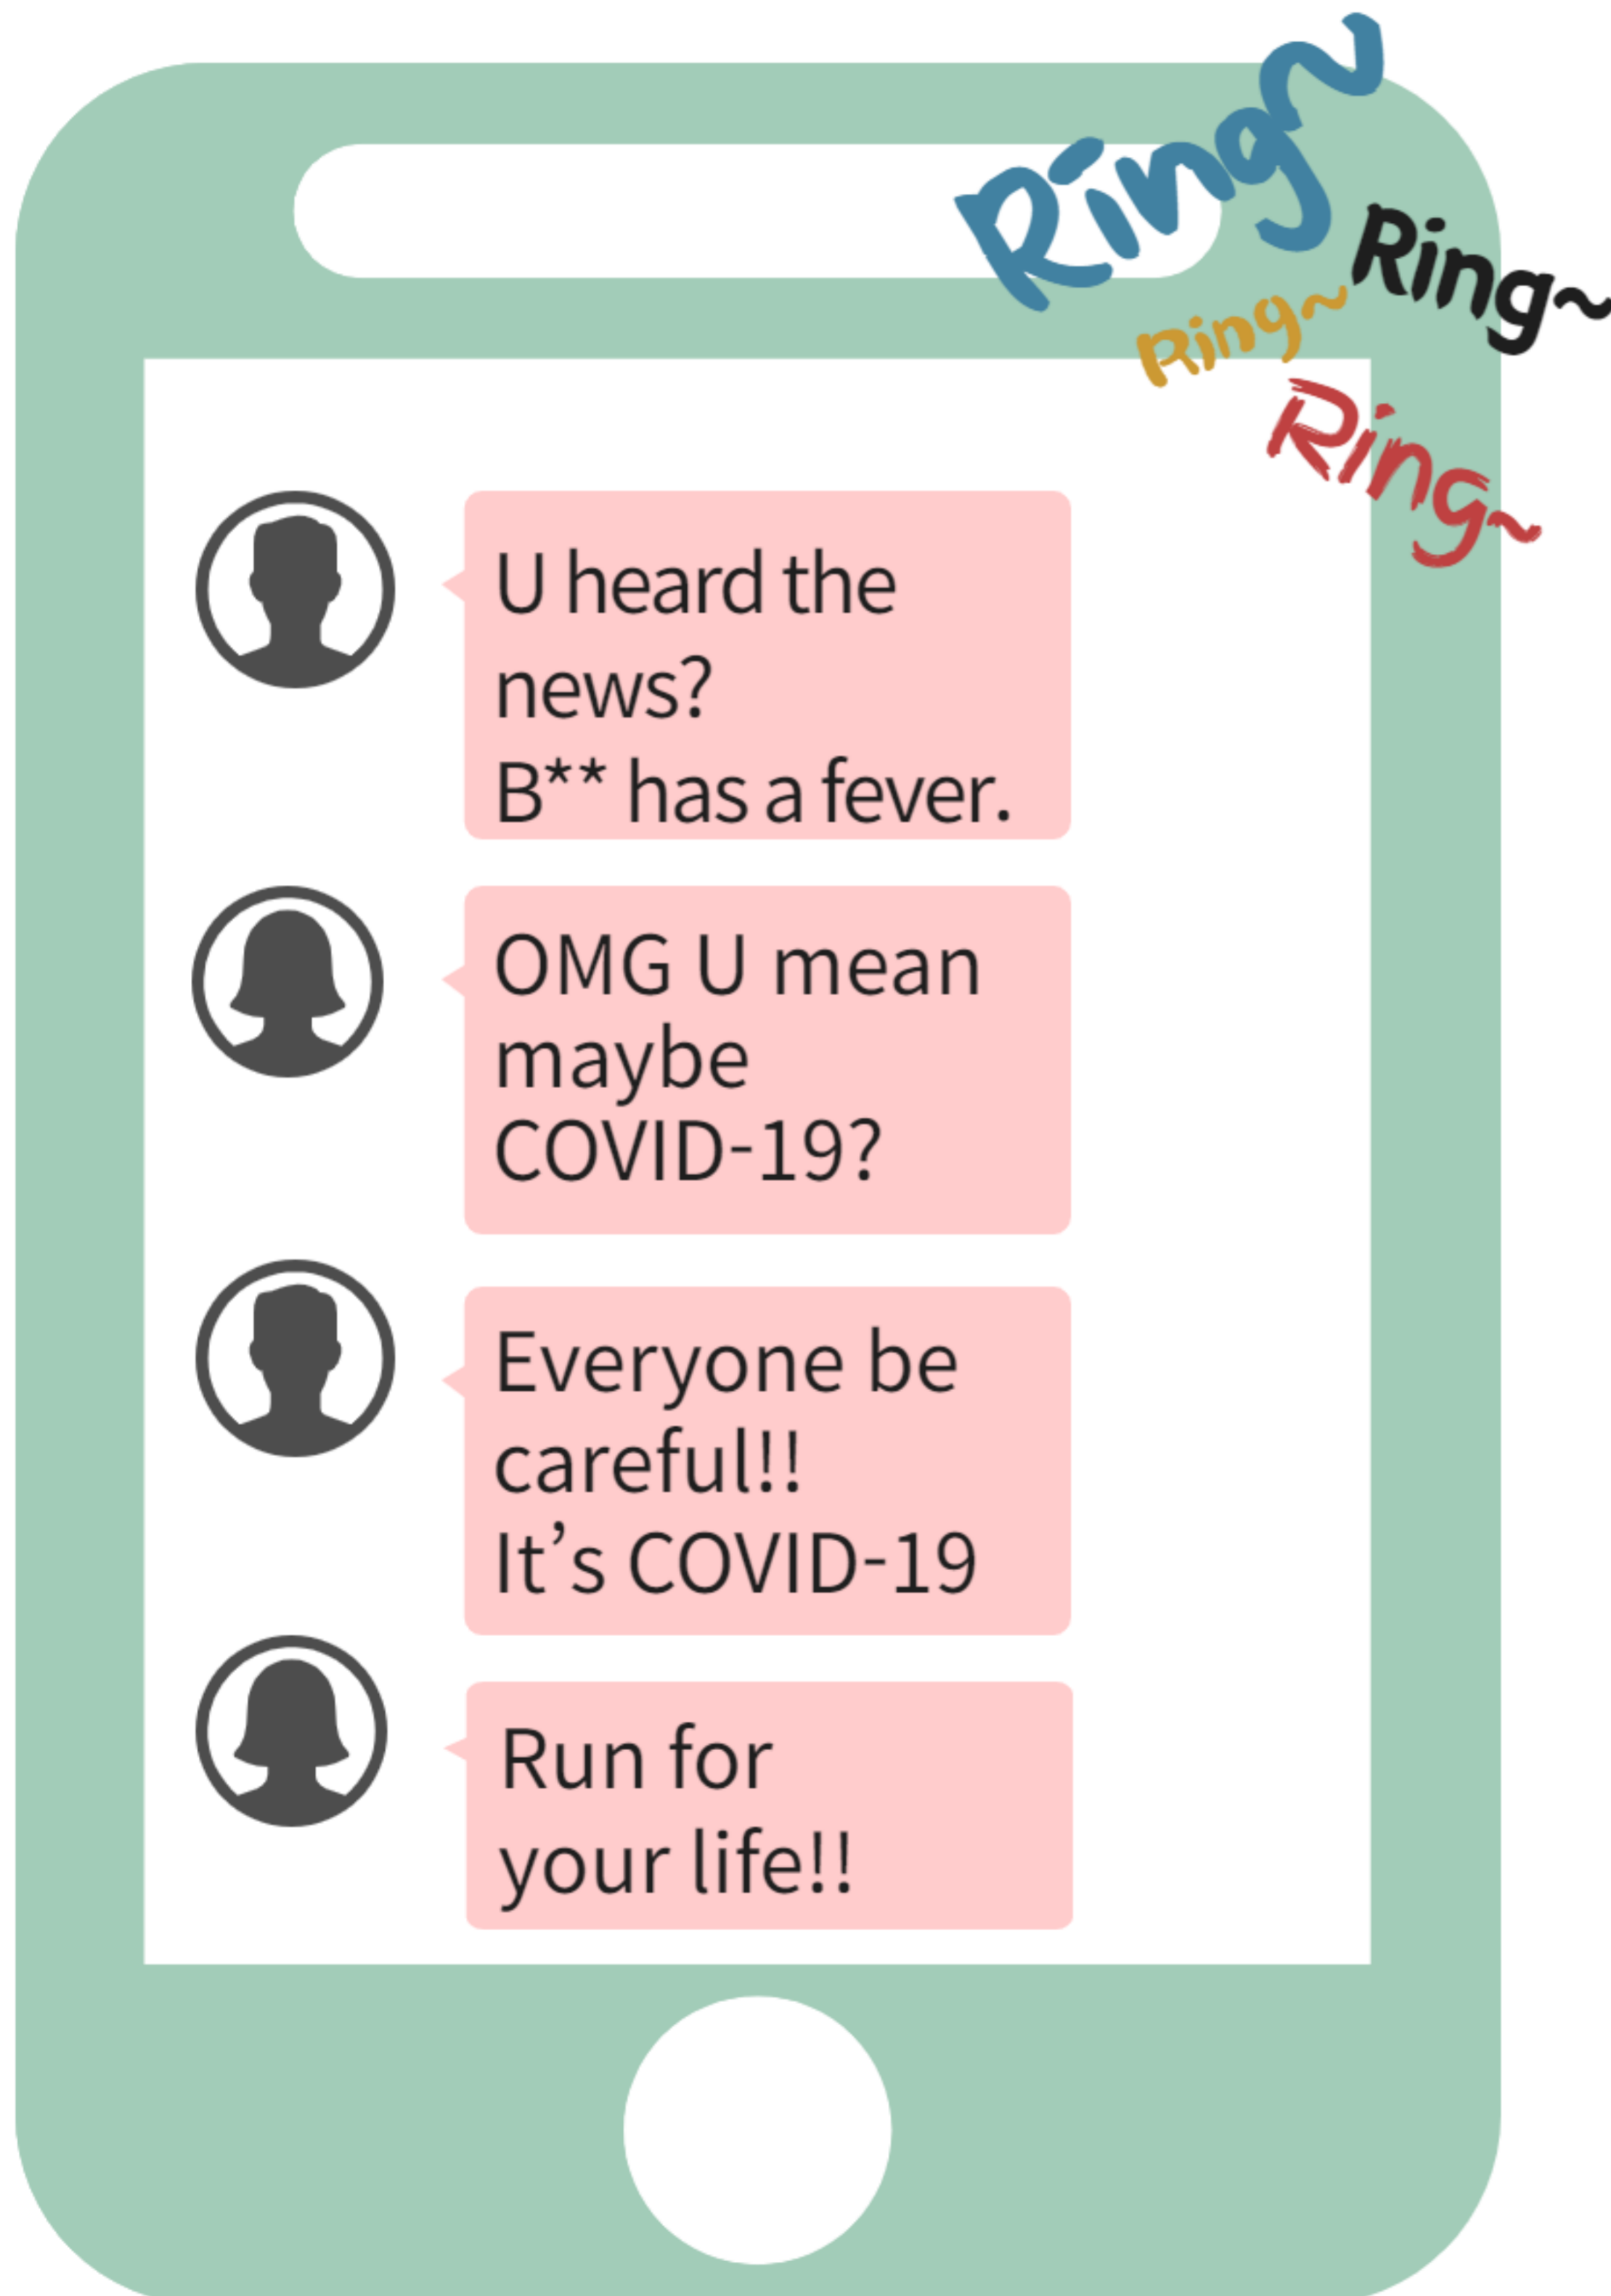 Ring~
Ring~
Ring~
Ring~
U heard the
news?
B** has a fever.
OMG U mean
maybe
COVID-19?
Everyone be
careful!!
It’s COVID-19
Run for
your life!!